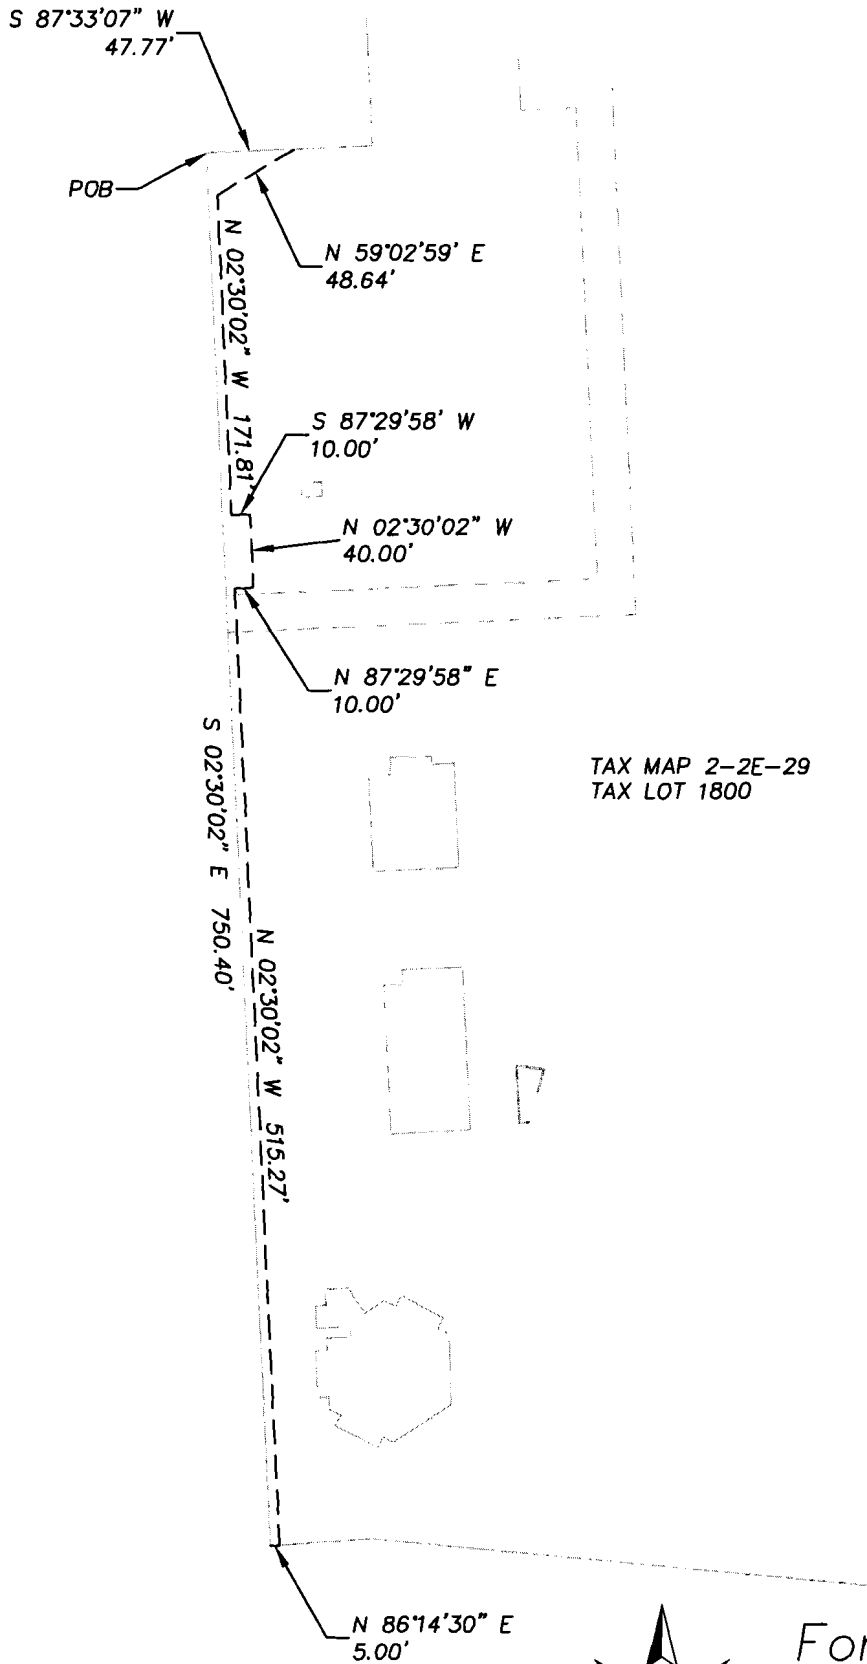 S 87°33'07" W
47.77'
POB
N 59°02'59' E
48.64'
N 02°30'02" W 171.81'
S 87°29'58' W
10.00'
N 02°30'02" W
40.00'
N 87°29'58" E
10.00'
TAX MAP 2-2E-29
TAX LOT 1800
S 02°30'02" E 750.40'
N 02°30'02" W 515.27'
N 86°14'30" E
5.00'